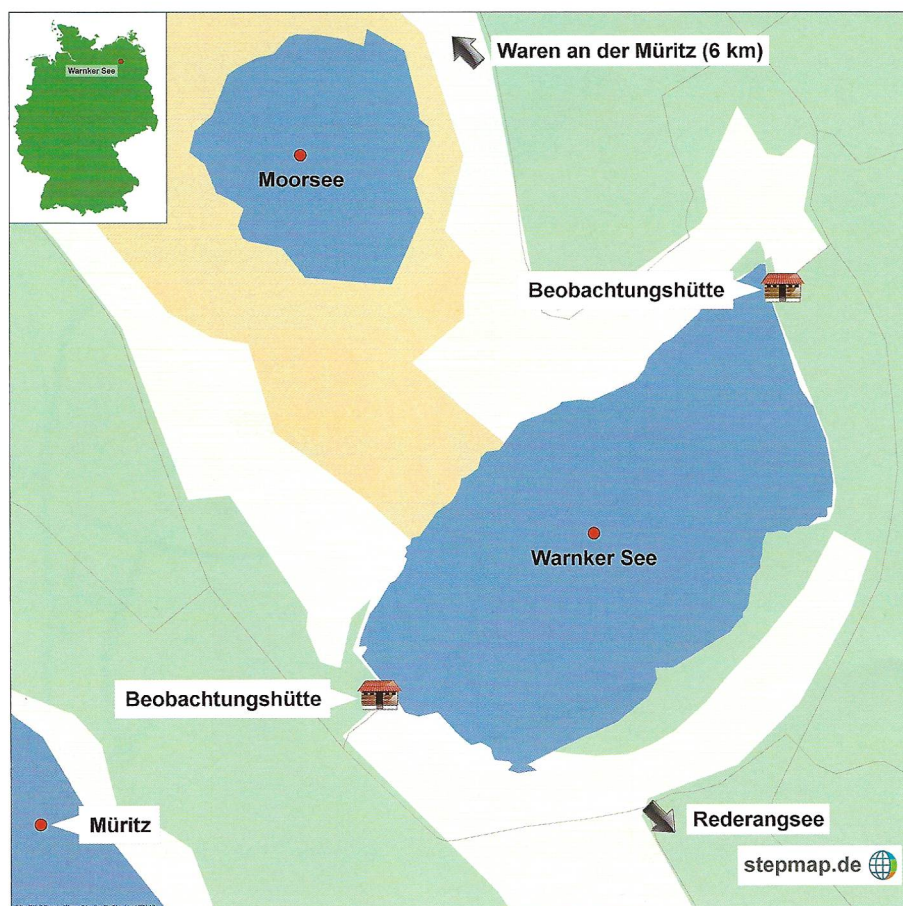 Warnker See
Waren an der Müritz (6 km)
Moorsee
Beobachtungshütte
Warnker See
Beobachtungshütte
Müritz
Rederangsee
stepmap.de